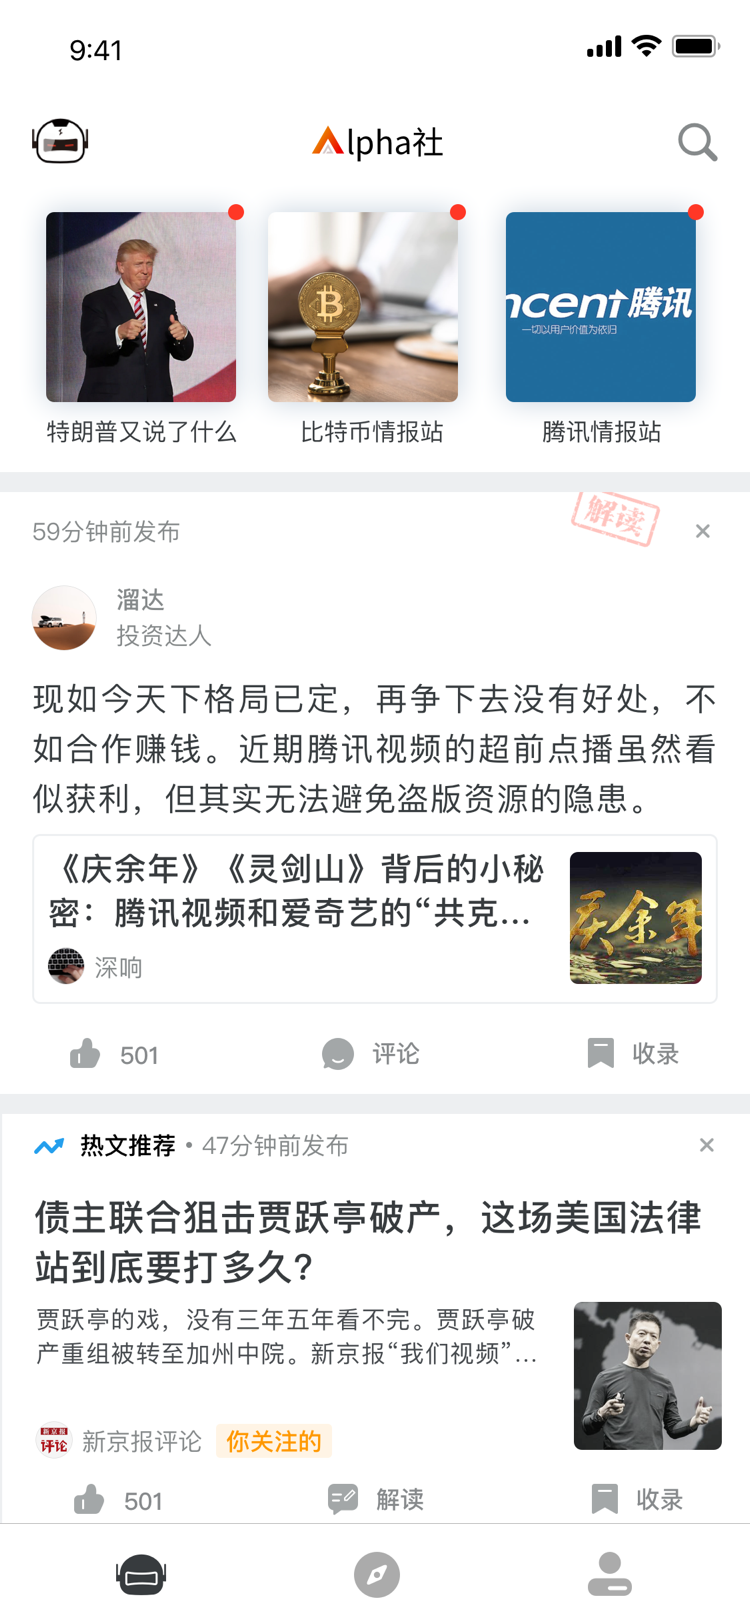 9:41
Alpha社
ncent腾讯
一切以用户价值为依归
特朗普又说了什么
比特币情报站
腾讯情报站
59分钟前发布
解读
溜达
投资达人
现如今天下格局已定，再争下去没有好处，不
如合作赚钱。近期腾讯视频的超前点播虽然看
似获利，但其实无法避免盗版资源的隐患。
《庆余年》《灵剑山》背后的小秘
密：腾讯视频和爱奇艺的“共克...
庆余年
深响
501
评论
收录
热文推荐 • 47分钟前发布
债主联合狙击贾跃亭破产，这场美国法律
站到底要打多久？
贾跃亭的戏，没有三年五年看不完。贾跃亭破
产重组被转至加州中院。新京报“我们视频”...
新京报
评论
新京报评论
你关注的
501
解读
收录